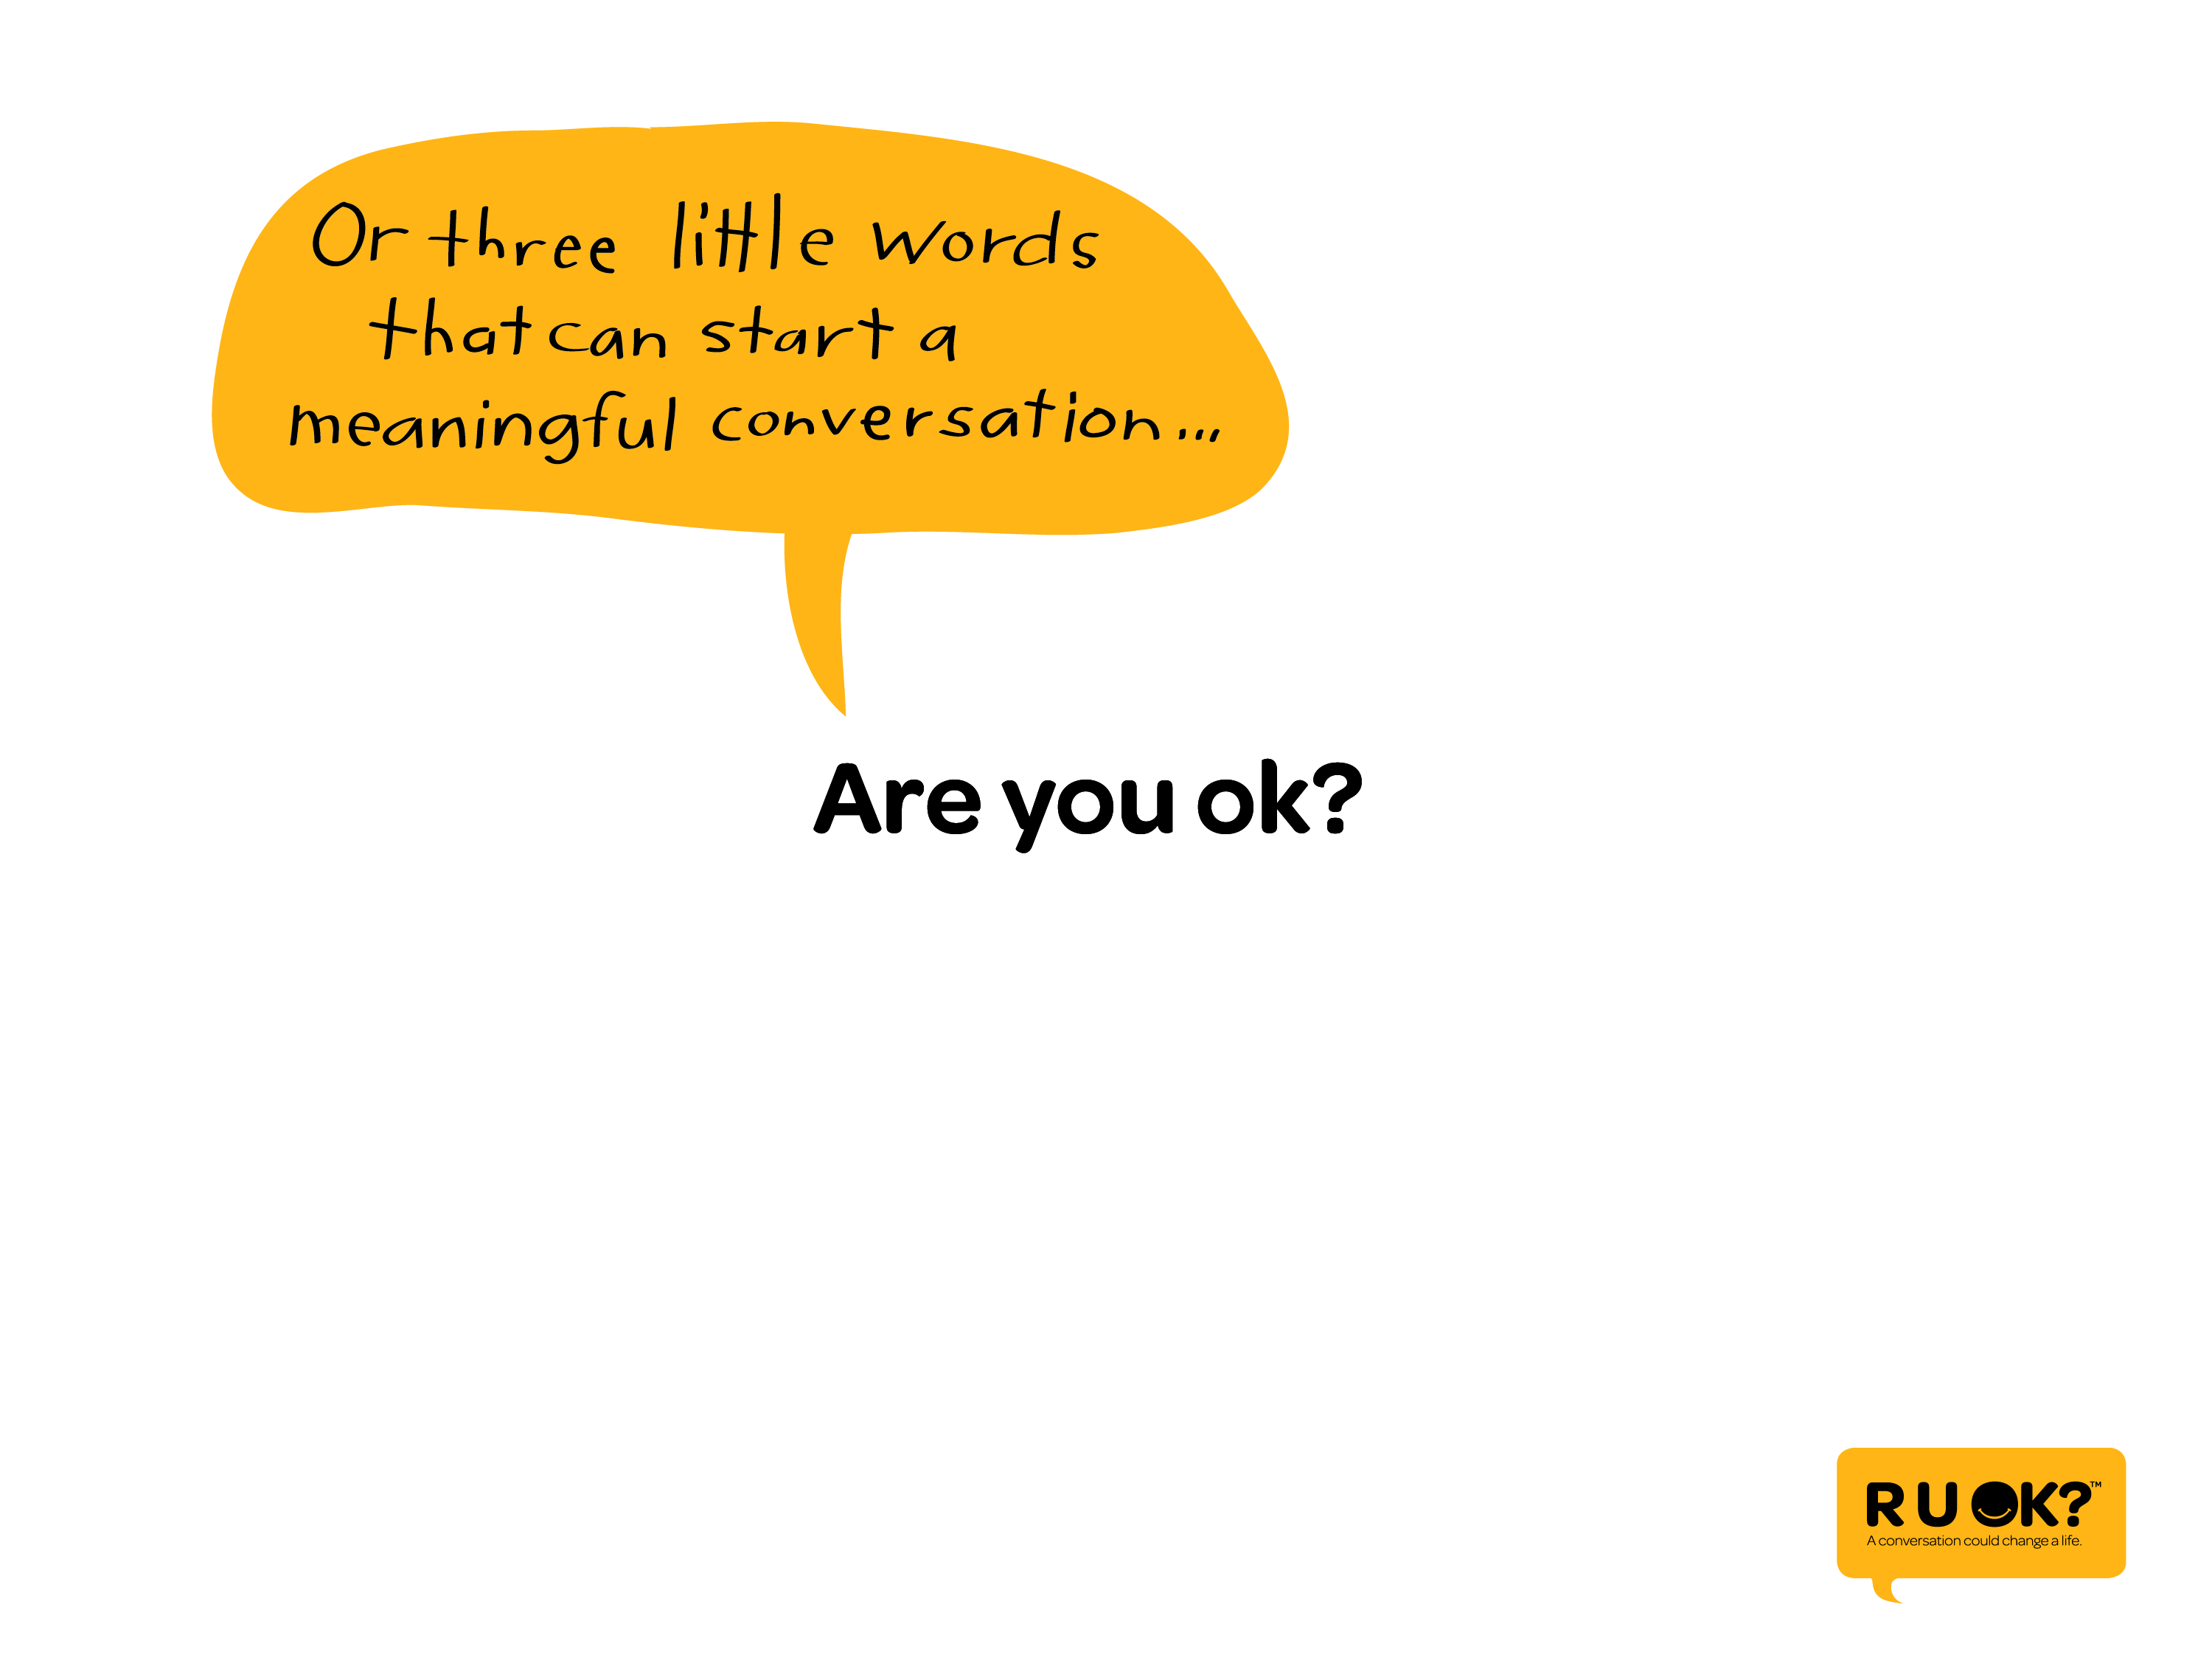 Or three little words
that can start a
meaningful conversation...
Are you ok?
R U OK?™
A conversation could change a life.